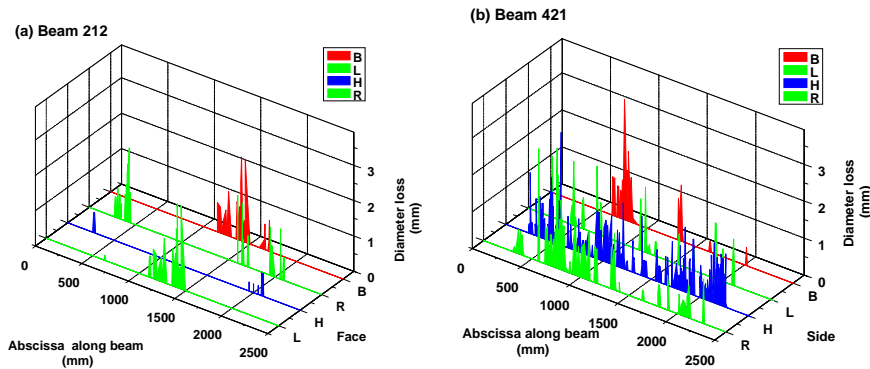 (a) Beam 212
B
L
H
R
3
2
1
0
Diameter loss
(mm)
0
500
1000
1500
2000
2500
Abscissa along beam
(mm)
L
H
R
B
Face
(b) Beam 421
B
L
H
R
3
2
1
0
Diameter loss
(mm)
0
500
1000
1500
2000
2500
Abscissa along beam
(mm)
R
H
L
B
Side